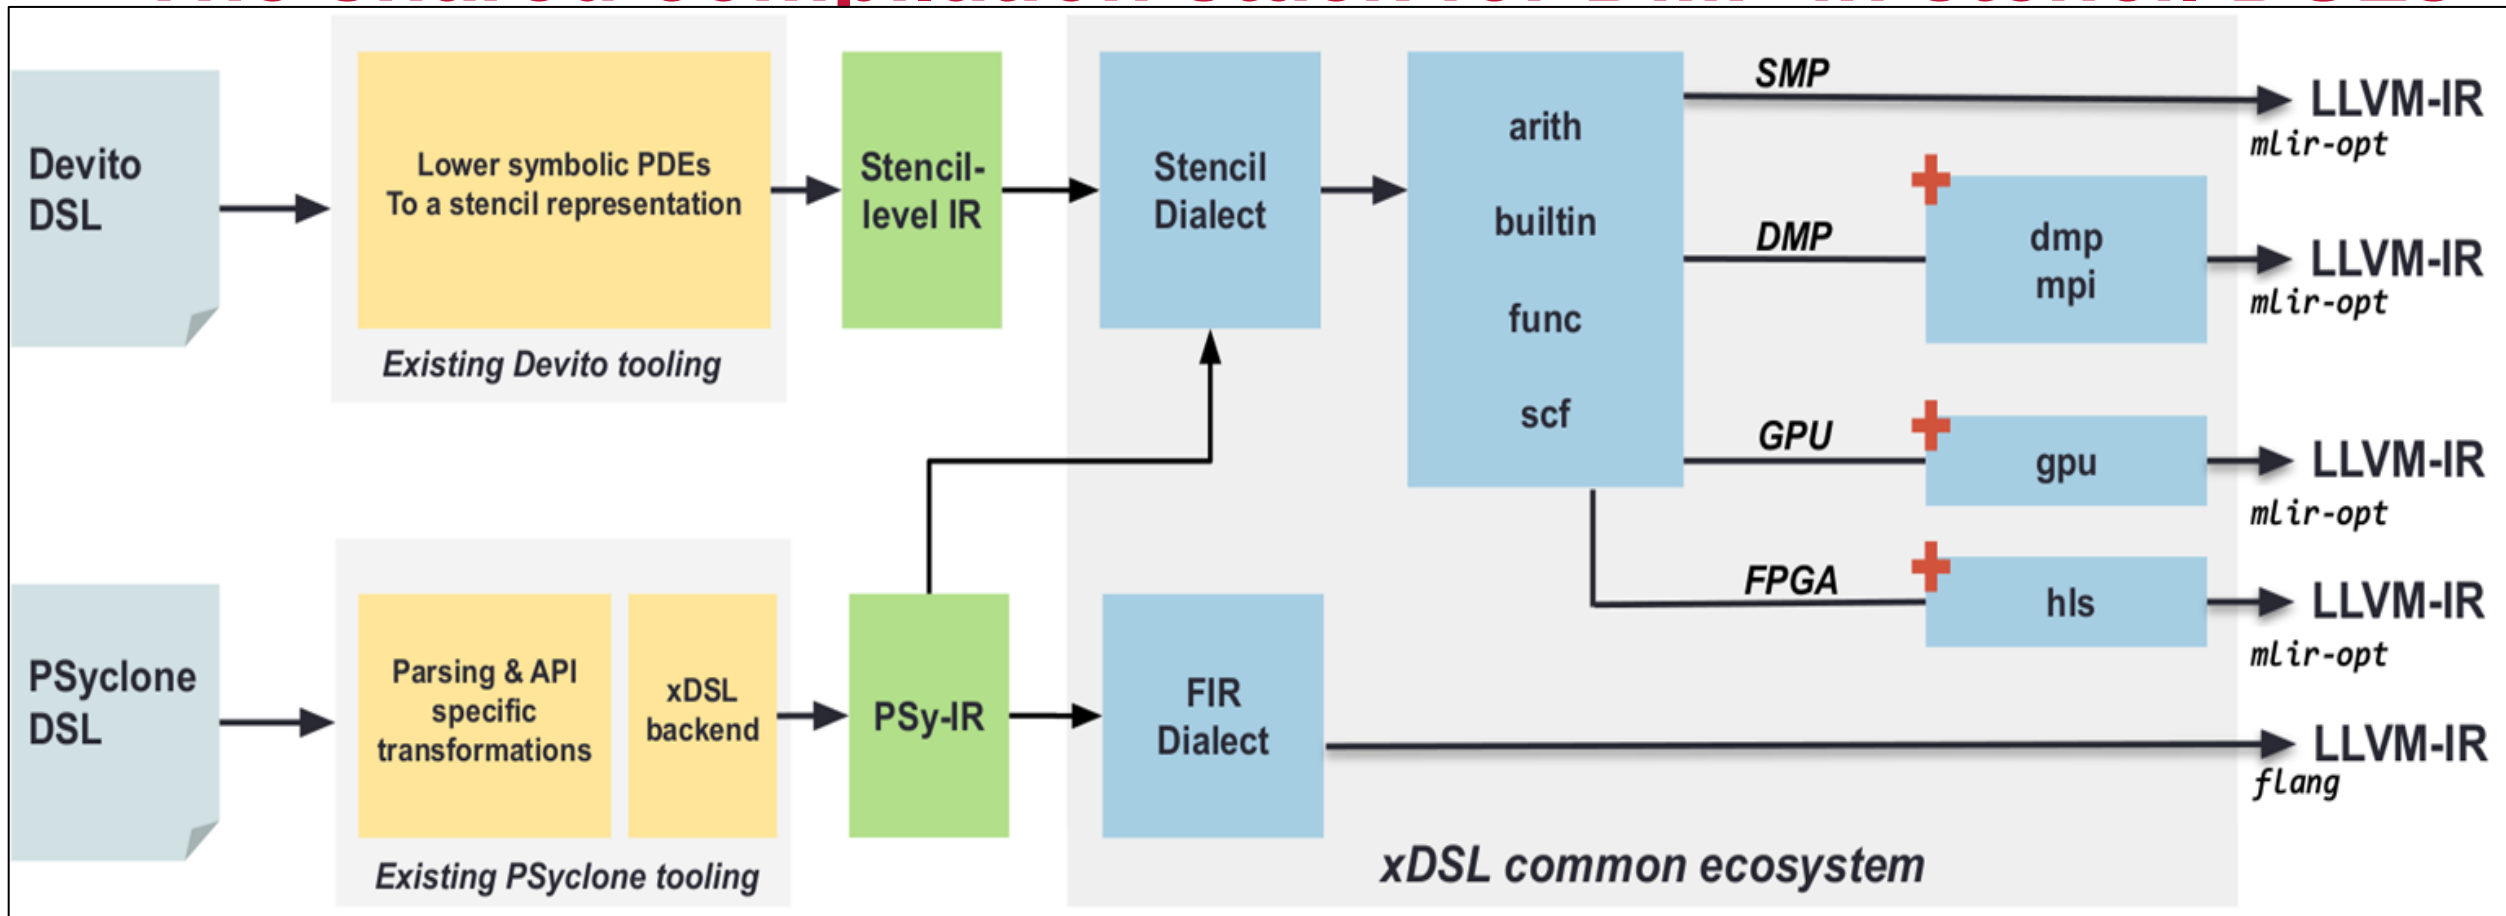 Devito
DSL
Lower symbolic PDEs
To a stencil representation
Existing Devito tooling
Stencil-
level IR
Stencil
Dialect
arith
builtin
func
scf
SMP
LLVM-IR
mlir-opt
DMP
dmp
mpi
LLVM-IR
mlir-opt
GPU
gpu
LLVM-IR
mlir-opt
FPGA
hls
LLVM-IR
mlir-opt
PSyclone
DSL
Parsing & API
specific
transformations
xDSL
backend
Existing PSyclone tooling
PSy-IR
FIR
Dialect
LLVM-IR
flang
xDSL common ecosystem